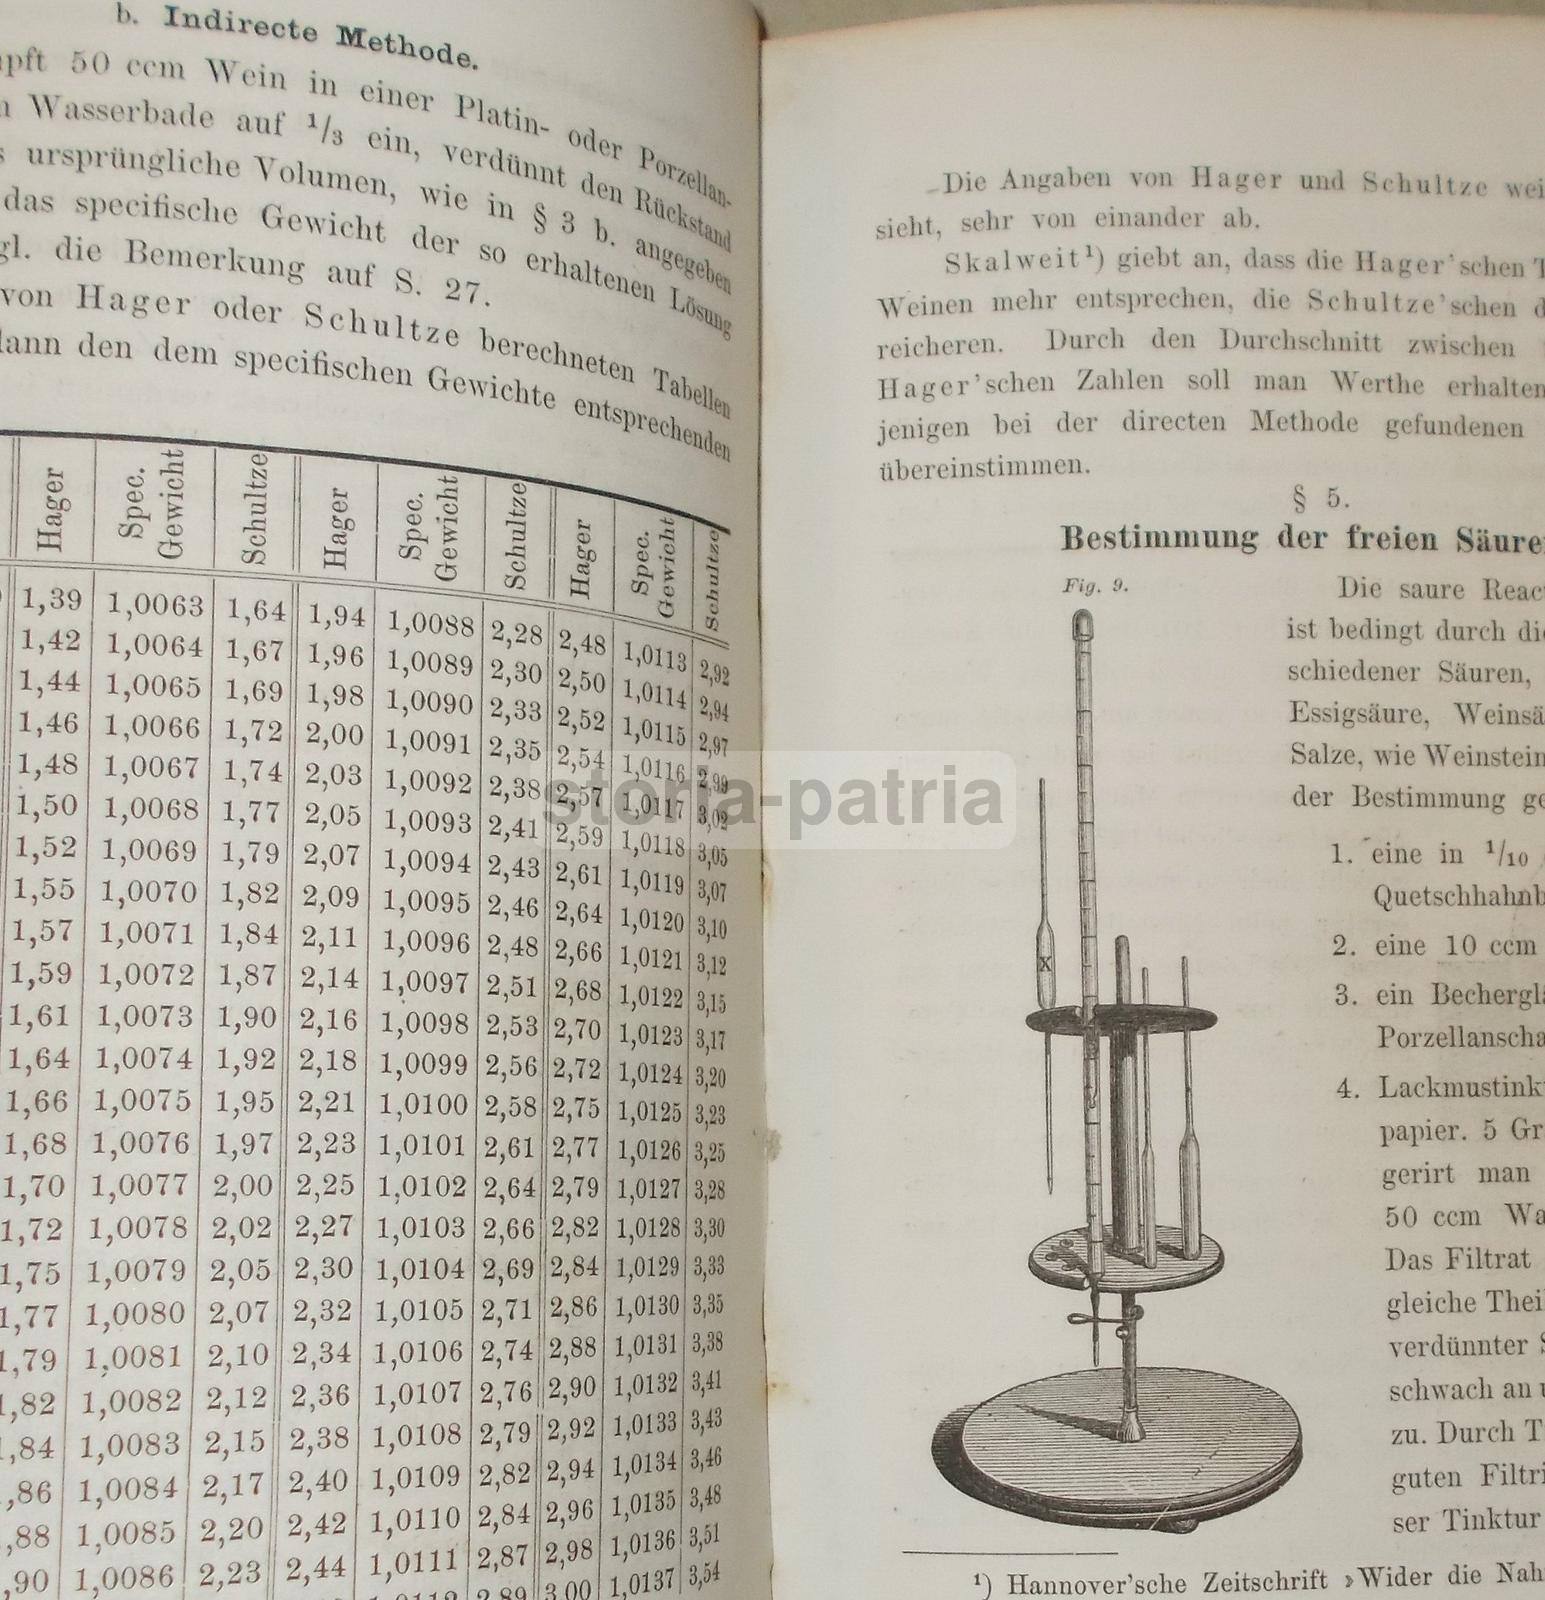 b. Indirecte Methode.
50 ccm Wein in einer Platin- oder Porzellan-
Wasserbade auf 1/3 ein, verdünnt den Rückstand
ursprüngliche Volumen, wie in § 3 b. angegeben
das specifische Gewicht der so erhaltenen Lösung
die Bemerkung auf S. 27.
von Hager oder Schultze berechneten Tabellen
den dem specifischen Gewichte entsprechenden
Hager Spec. Gewicht Schultze Hager Spec. Gewicht Schultze Hager Spec. Gewicht Schultze
1,39 1,0063 1,64 1,94 1,0088 2,28 2,48 1,0113 2,92
1,42 1,0064 1,67 1,96 1,0089 2,30 2,50 1,0114 2,94
1,44 1,0065 1,69 1,98 1,0090 2,33 2,52 1,0115 2,97
1,46 1,0066 1,72 2,00 1,0091 2,35 2,54 1,0116 2,99
1,48 1,0067 1,74 2,03 1,0092 2,38 2,57 1,0117 3,02
1,50 1,0068 1,77 2,05 1,0093 2,41 2,59 1,0118 3,05
1,52 1,0069 1,79 2,07 1,0094 2,43 2,61 1,0119 3,07
1,55 1,0070 1,82 2,09 1,0095 2,46 2,64 1,0120 3,10
1,57 1,0071 1,84 2,11 1,0096 2,48 2,66 1,0121 3,12
1,59 1,0072 1,87 2,14 1,0097 2,51 2,68 1,0122 3,15
1,61 1,0073 1,90 2,16 1,0098 2,53 2,70 1,0123 3,17
1,64 1,0074 1,92 2,18 1,0099 2,56 2,72 1,0124 3,20
1,66 1,0075 1,95 2,21 1,0100 2,58 2,75 1,0125 3,23
1,68 1,0076 1,97 2,23 1,0101 2,61 2,77 1,0126 3,25
1,70 1,0077 2,00 2,25 1,0102 2,64 2,79 1,0127 3,28
1,72 1,0078 2,02 2,27 1,0103 2,66 2,82 1,0128 3,30
1,75 1,0079 2,05 2,30 1,0104 2,69 2,84 1,0129 3,33
1,77 1,0080 2,07 2,32 1,0105 2,71 2,86 1,0130 3,35
1,79 1,0081 2,10 2,34 1,0106 2,74 2,88 1,0131 3,38
1,82 1,0082 2,12 2,36 1,0107 2,76 2,90 1,0132 3,41
,84 1,0083 2,15 2,38 1,0108 2,79 2,92 1,0133 3,43
,86 1,0084 2,17 2,40 1,0109 2,82 2,94 1,0134 3,46
,88 1,0085 2,20 2,42 1,0110 2,84 2,96 1,0135 3,48
,90 1,0086 2,23 2,44 1,0111 2,87 2,98 1,0136 3,51
2,89 3,00 1,0137 3,54
storia-patria
Die Angaben von Hager und Schultze wei
sieht, sehr von einander ab.
Skalweit¹) giebt an, dass die Hager'schen T
Weinen mehr entsprechen, die Schultze'schen d
reicheren. Durch den Durchschnitt zwischen
Hager'schen Zahlen soll man Werthe erhalten
jenigen bei der directen Methode gefundenen
übereinstimmen.
§ 5.
Bestimmung der freien Säure
Fig. 9.
X
Die saure Reac
ist bedingt durch di
schiedener Säuren,
Essigsäure, Weinsä
Salze, wie Weinstein
der Bestimmung ge
1. eine in 1/10
Quetschhahnb
2. eine 10 ccm
3. ein Becherglä
Porzellanscha
4. Lackmustinkt
papier. 5 Gr
gerirt man
50 ccm Wa
Das Filtrat
gleiche Thei
verdünnter S
schwach an
zu. Durch T
guten Filtri
ser Tinktur
¹) Hannover'sche Zeitschrift »Wider die Nah